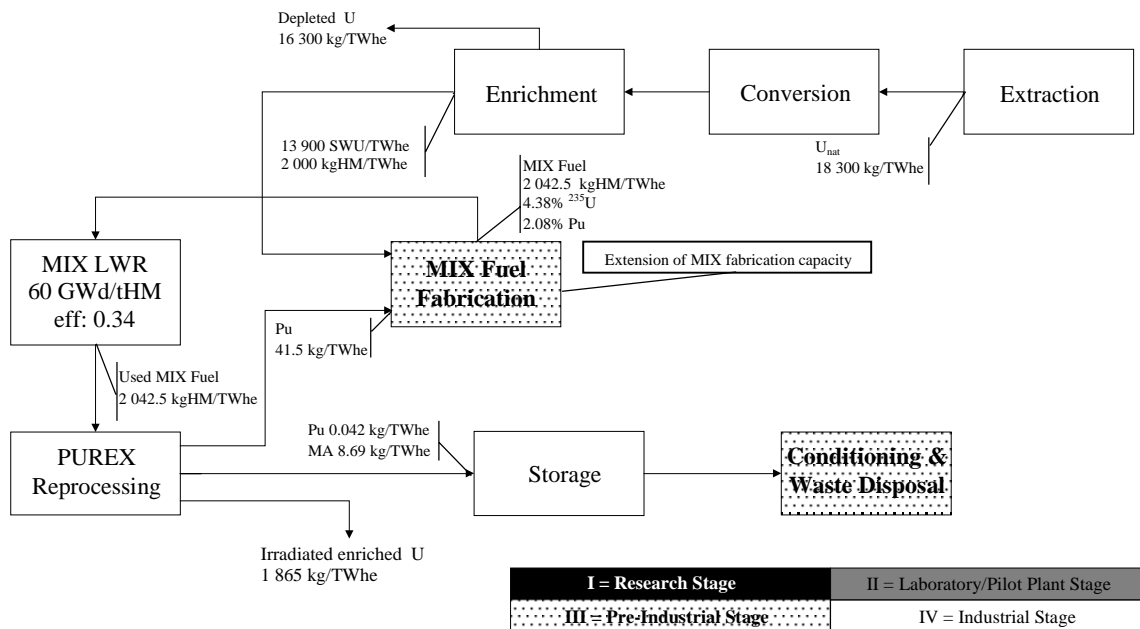 Depleted U
16 300 kg/TWhe
Enrichment
Conversion
Extraction
13 900 SWU/TWhe
2 000 kgHM/TWhe
Unat
18 300 kg/TWhe
MIX Fuel
2 042.5 kgHM/TWhe
4.38% 235U
2.08% Pu
MIX LWR
60 GWd/tHM
eff: 0.34
MIX Fuel
Fabrication
Extension of MIX fabrication capacity
Pu
41.5 kg/TWhe
Used MIX Fuel
2 042.5 kgHM/TWhe
PUREX
Reprocessing
Pu 0.042 kg/TWhe
MA 8.69 kg/TWhe
Storage
Conditioning &
Waste Disposal
Irradiated enriched U
1 865 kg/TWhe
I = Research Stage
II = Laboratory/Pilot Plant Stage
III = Pre-Industrial Stage
IV = Industrial Stage